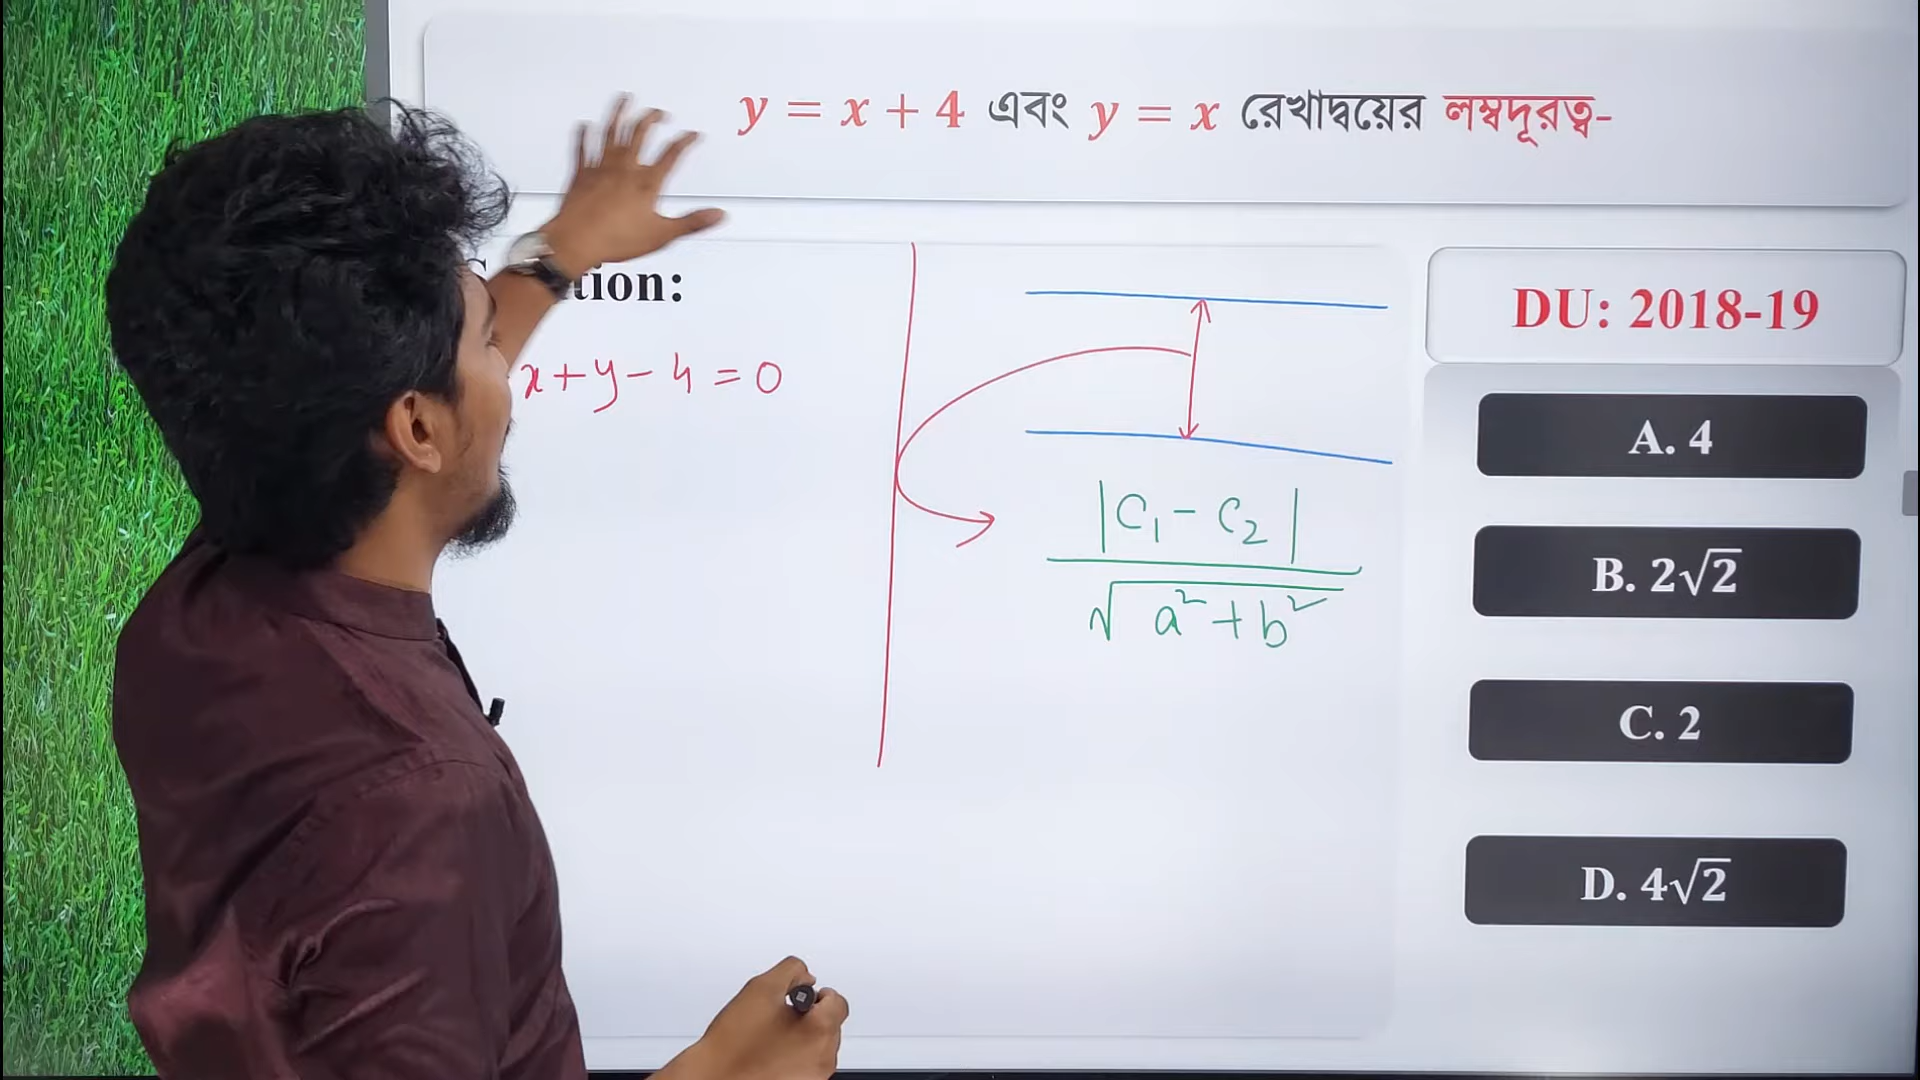 y = x + 4 এবং y = x রেখাদ্বয়ের লম্বদূরত্ব-
tion:
x + y - 4 = 0
|C₁ - C₂|
√a² + b²
DU: 2018-19
A. 4
B. 2√2
C. 2
D. 4√2